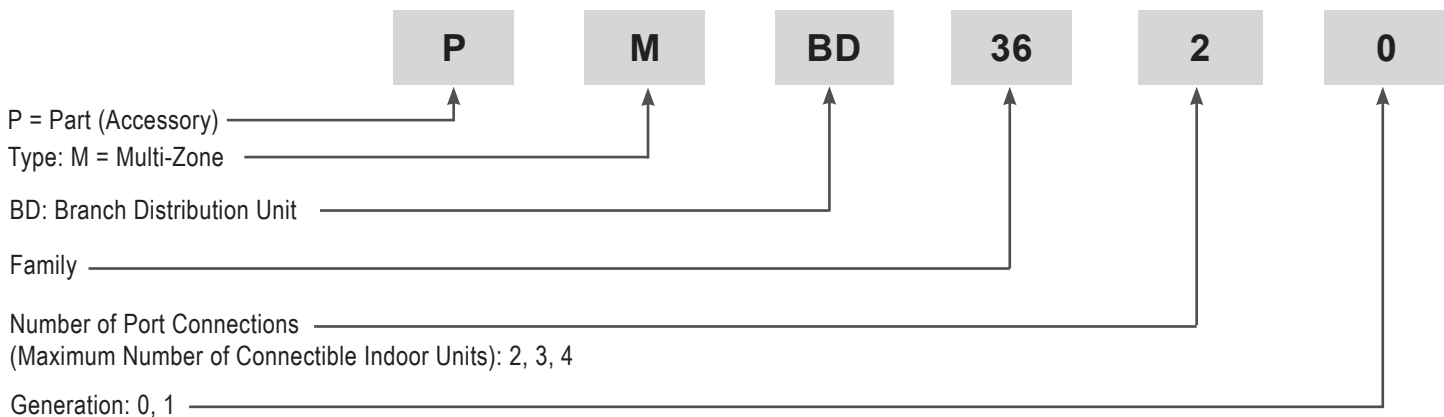 P M BD 36 2 0
P = Part (Accessory)
Type: M = Multi-Zone
BD: Branch Distribution Unit
Family
Number of Port Connections
(Maximum Number of Connectible Indoor Units): 2, 3, 4
Generation: 0, 1